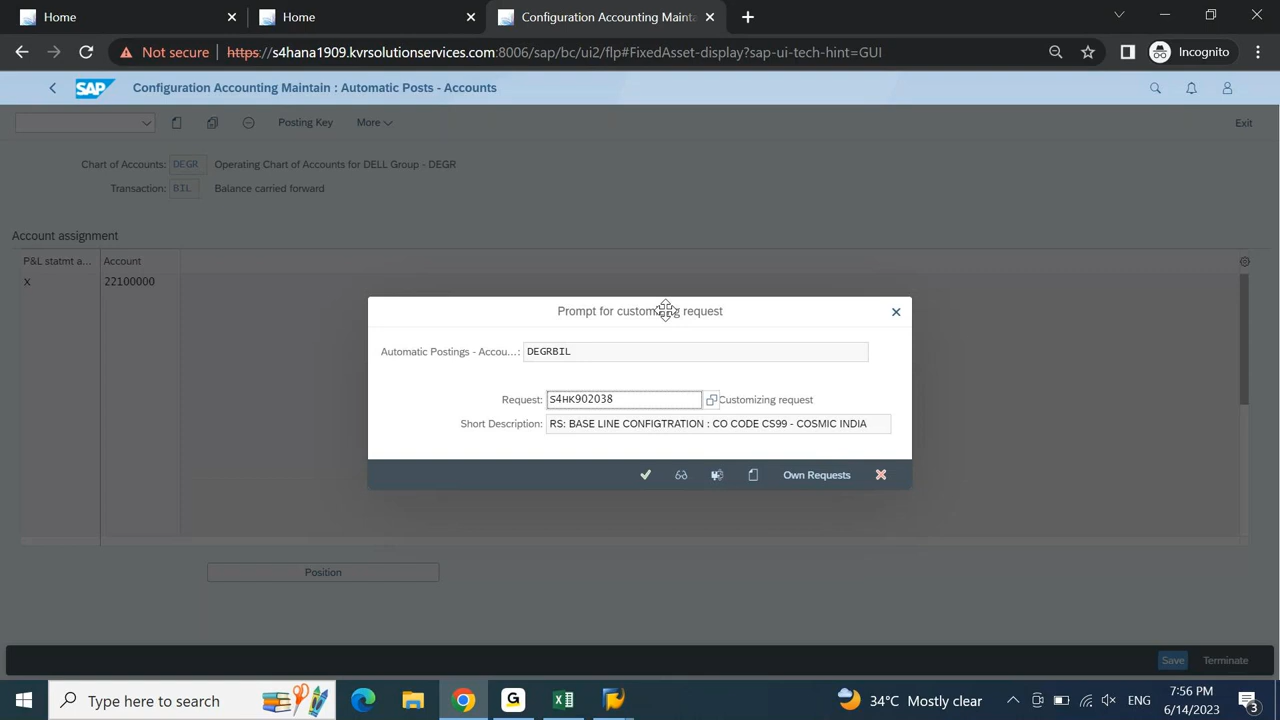 Home
Home
Configuration Accounting Mainta
Not secure
https://s4hana1909.kvrsolutionservices.com:8006/sap/bc/ui2/flp#FixedAsset-display?sap-ui-tech-hint=GUI
Incognito
SAP
Configuration Accounting Maintain : Automatic Posts - Accounts
Posting Key
More
Exit
Chart of Accounts: DEGR Operating Chart of Accounts for DELL Group - DEGR
Transaction: BIL Balance carried forward
Account assignment
P&L statmt a... Account
X 22100000
Prompt for customizing request
Automatic Postings - Accou...: DEGRBIL
Request: S4HK902038 Customizing request
Short Description: RS: BASE LINE CONFIGTRATION : CO CODE CS99 - COSMIC INDIA
Own Requests
Position
Save
Terminate
Type here to search
34°C Mostly clear
ENG
7:56 PM
6/14/2023
3